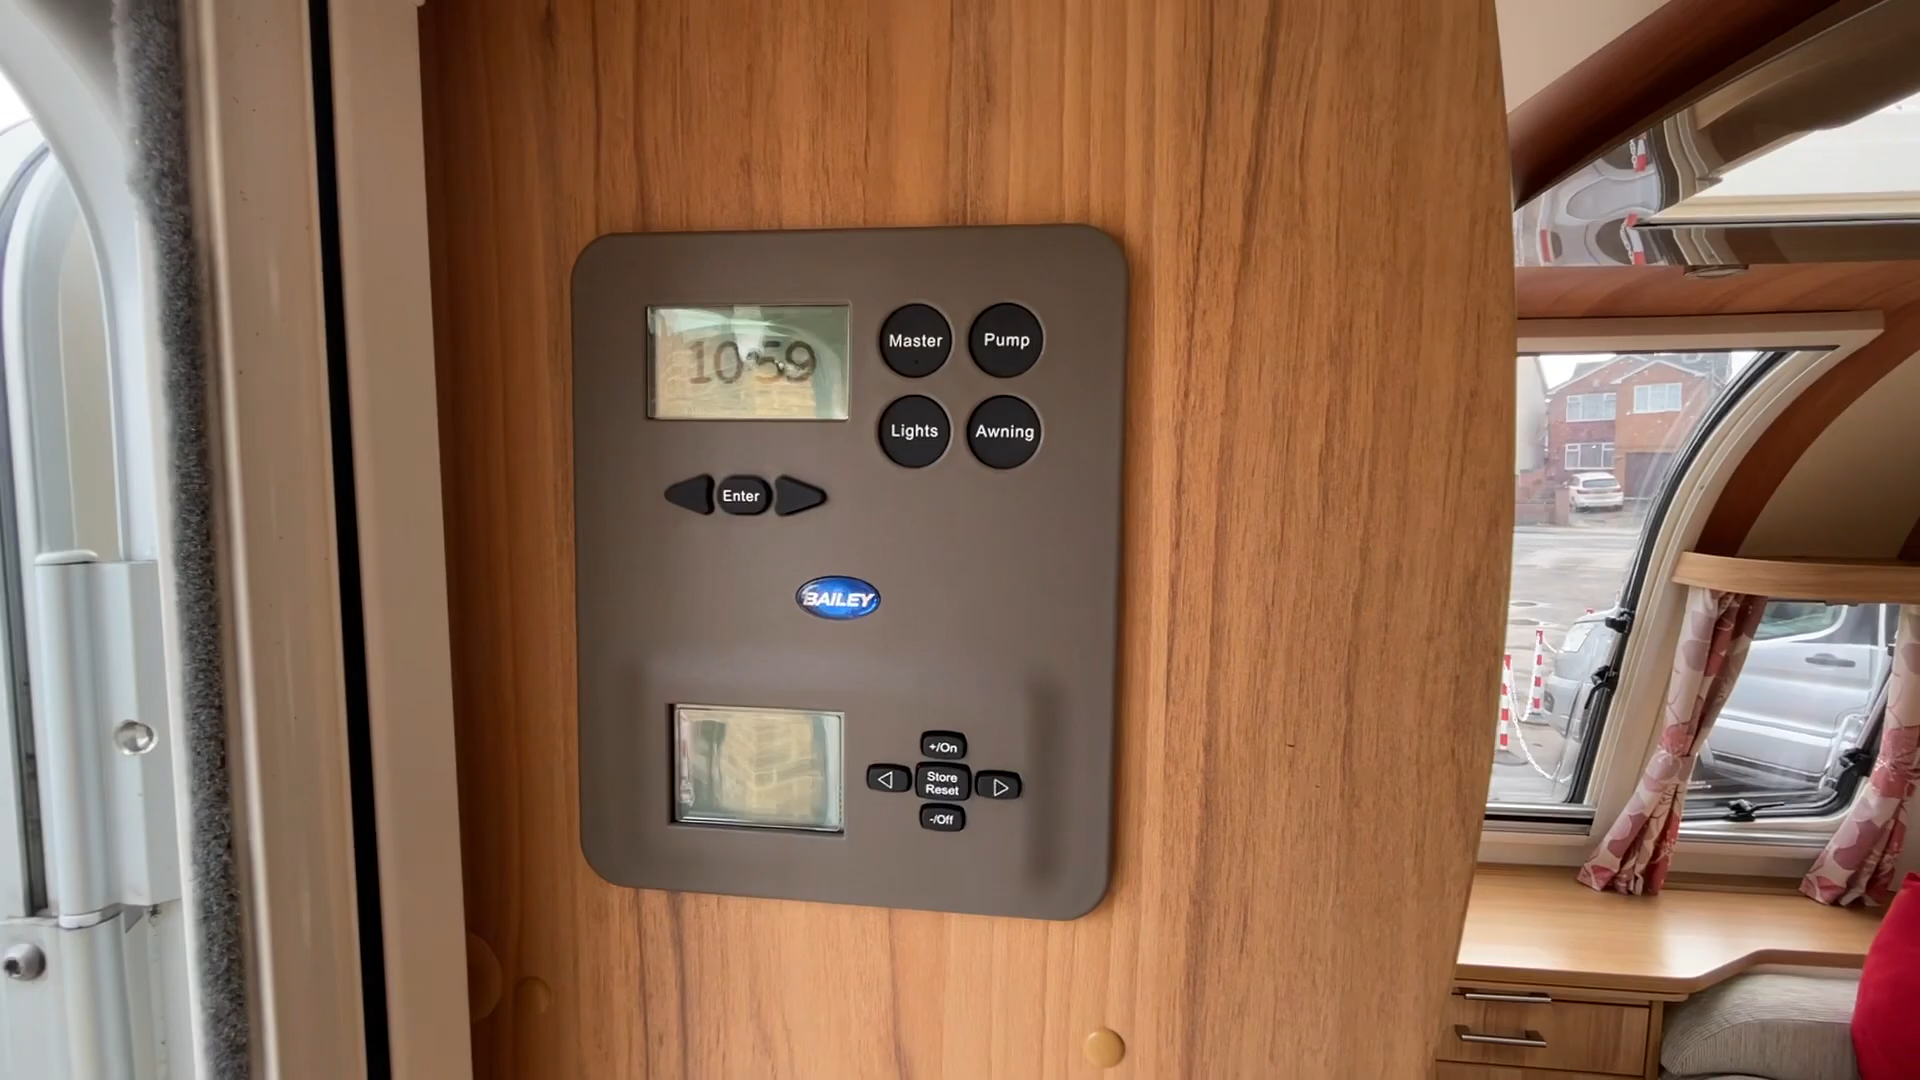 10:59
Master
Pump
Lights
Awning
Enter
BAILEY
+/On
Store
Reset
-/Off